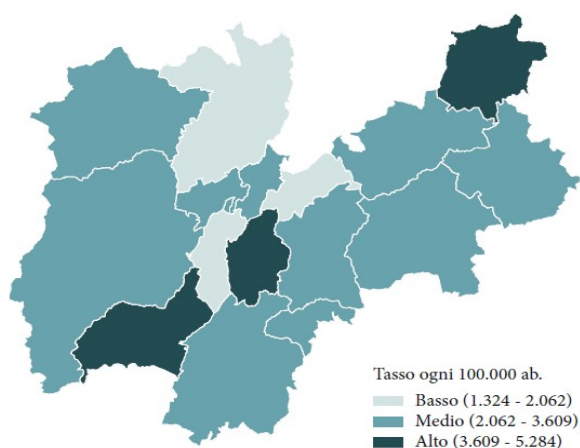 Tasso ogni 100.000 ab.
Basso (1.324 - 2.062)
Medio (2.062 - 3.609)
Alto (3.609 - 5.284)